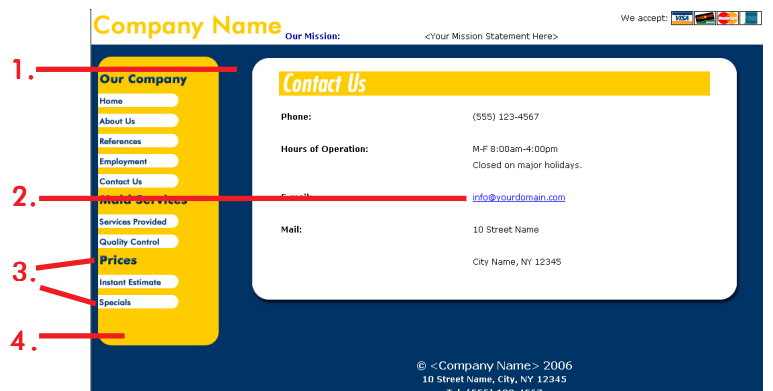 Company Name
Our Mission: <Your Mission Statement Here>
We accept: VISA
1.
Our Company
Home
About Us
References
Employment
Contact Us
Maid Services
Services Provided
Quality Control
Prices
Instant Estimate
Specials
2.
3.
4.
Contact Us
Phone: (555) 123-4567
Hours of Operation: M-F 8:00am-4:00pm
Closed on major holidays.
E-mail: info@yourdomain.com
Mail: 10 Street Name
City Name, NY 12345
© <Company Name> 2006
10 Street Name, City, NY 12345